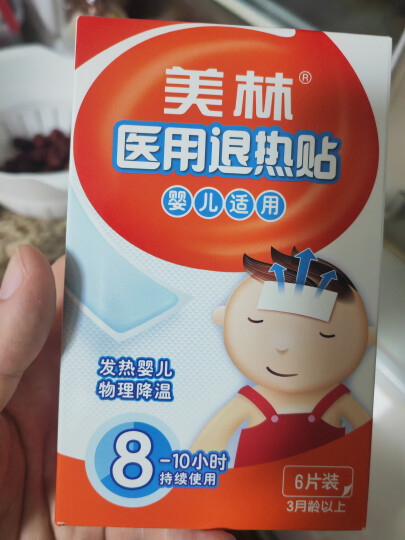 美林®
医用退热贴
婴儿适用
发热婴儿
物理降温
8-10小时
持续使用
6片装
3月龄以上